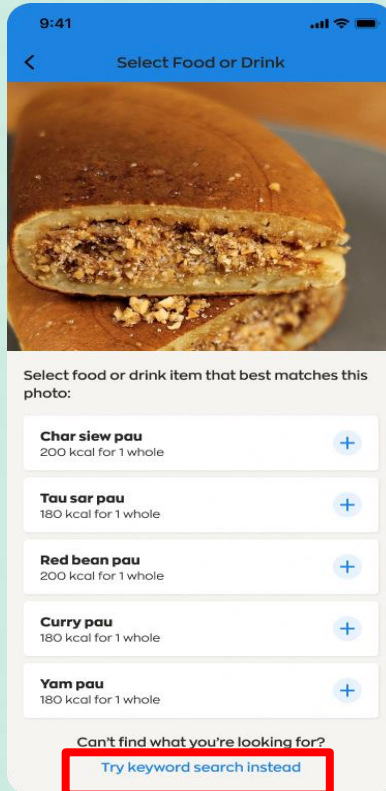 9:41
Select Food or Drink
Select food or drink item that best matches this
photo:
Char siew pau
200 kcal for 1 whole
Tau sar pau
180 kcal for 1 whole
Red bean pau
200 kcal for 1 whole
Curry pau
180 kcal for 1 whole
Yam pau
180 kcal for 1 whole
Can't find what you're looking for?
Try keyword search instead